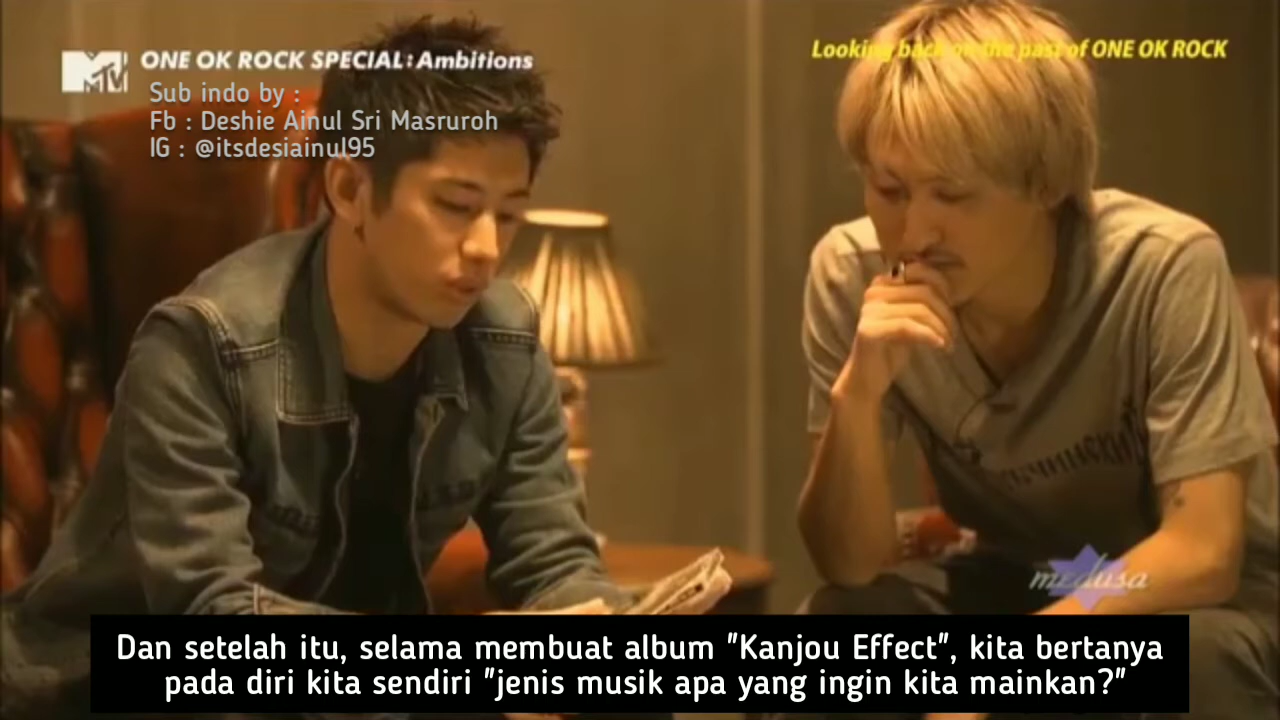 MTV
ONE OK ROCK SPECIAL: Ambitions
Looking back on the past of ONE OK ROCK
Sub indo by :
Fb : Deshie Ainul Sri Masruroh
IG : @itsdesiainul95
medusa
Dan setelah itu, selama membuat album "Kanjou Effect", kita bertanya
pada diri kita sendiri "jenis musik apa yang ingin kita mainkan?"